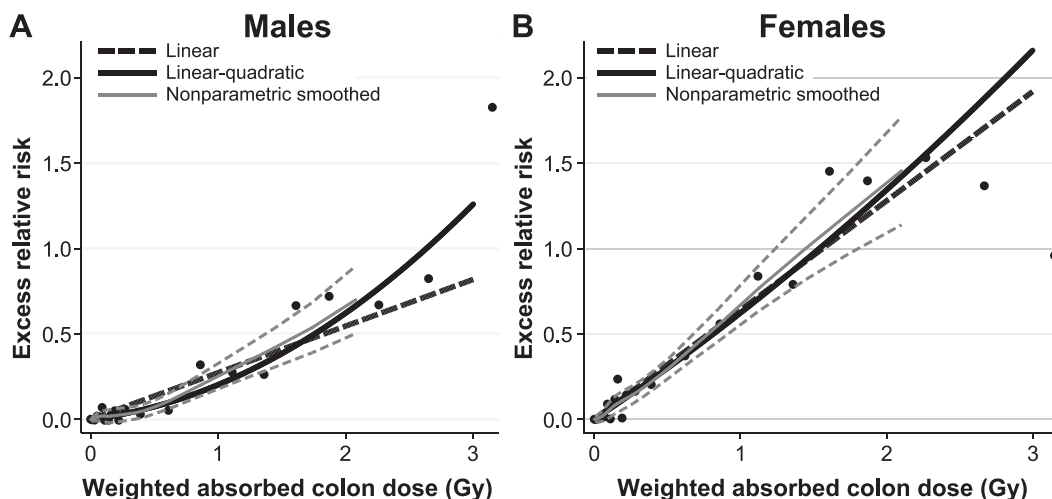 A Males
Linear
Linear-quadratic
Nonparametric smoothed
2.0
1.5
1.0
0.5
0.0
Excess relative risk
0 1 2 3
Weighted absorbed colon dose (Gy)
B Females
Linear
Linear-quadratic
Nonparametric smoothed
2.0
1.5
1.0
0.5
0.0
Excess relative risk
0 1 2 3
Weighted absorbed colon dose (Gy)